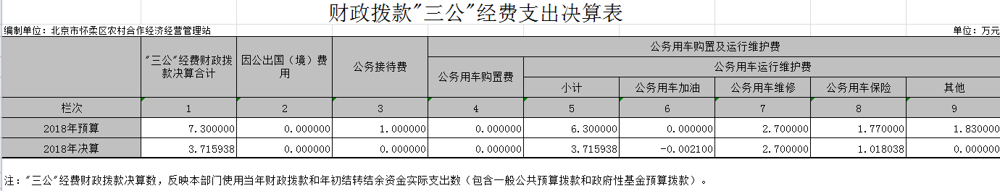 财政拨款"三公"经费支出决算表
编制单位：北京市怀柔区农村合作经济经营管理站 单位：万元
"三公"经费财政拨款决算合计 因公出国（境）费用 公务接待费 公务用车购置及运行维护费
公务用车购置费 公务用车运行维护费
小计 公务用车加油 公务用车维修 公务用车保险 其他
栏次 1 2 3 4 5 6 7 8 9
2018年预算 7.300000 0.000000 1.000000 0.000000 6.300000 0.000000 2.700000 1.770000 1.830000
2018年决算 3.715938 0.000000 0.000000 0.000000 3.715938 -0.002100 2.700000 1.018038 0.000000
注："三公"经费财政拨款决算数，反映本部门使用当年财政拨款和年初结转结余资金实际支出数（包含一般公共预算拨款和政府性基金预算拨款）。